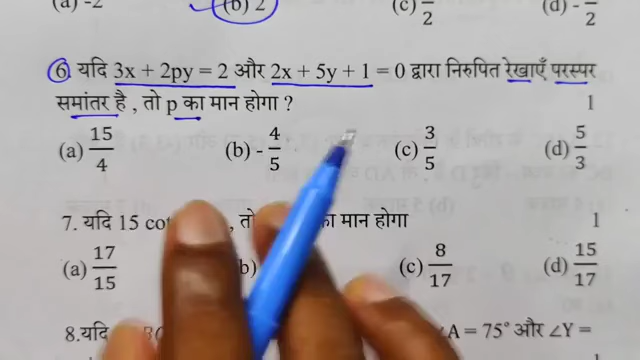 (a) -2 (b) 2 (c) 2 (d) - 2
6. यदि 3x + 2py = 2 और 2x + 5y + 1 = 0 द्वारा निरुपित रेखाएँ परस्पर
समांतर है , तो p का मान होगा ? 1
(a) 15/4 (b) - 4/5 (c) 3/5 (d) 5/3
7. यदि 15 cot , तो का मान होगा 1
(a) 17/15 (b) (c) 8/17 (d) 15/17
8.यदि A = 75° और ∠Y =